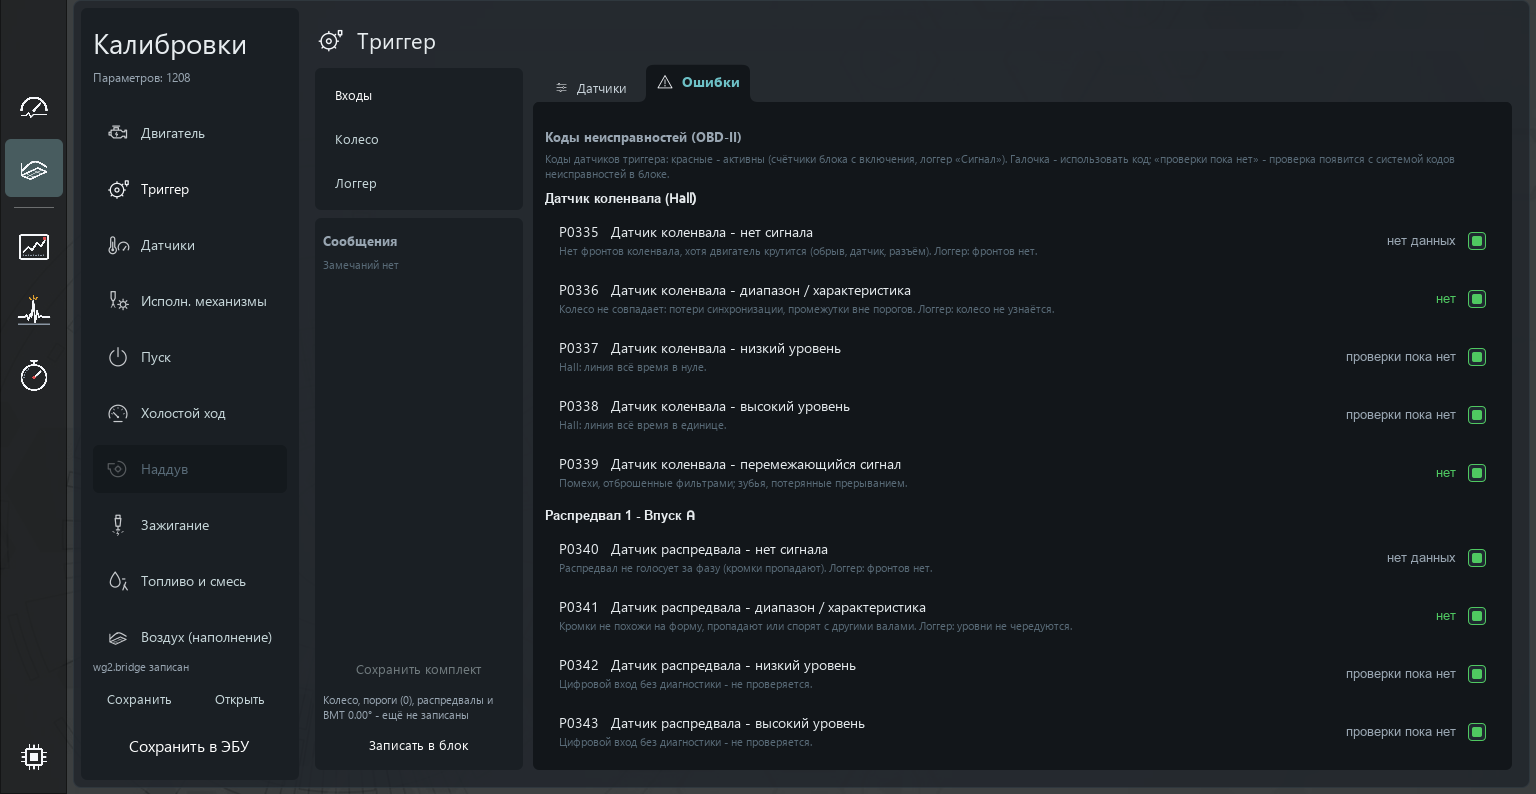 Калибровки
Параметров: 1208
Двигатель
Триггер
Датчики
Исполн. механизмы
Пуск
Холостой ход
Наддув
Зажигание
Топливо и смесь
Воздух (наполнение)
wg2.bridge записан
Сохранить
Открыть
Сохранить в ЭБУ
Триггер
Входы
Колесо
Логгер
Сообщения
Замечаний нет
Сохранить комплект
Колесо, пороги (0), распредвалы и
ВМТ 0.00° - ещё не записаны
Записать в блок
Датчики
Ошибки
Коды неисправностей (OBD-II)
Коды датчиков триггера: красные - активны (счётчики блока с включения, логгер «Сигнал»). Галочка - использовать код; «проверки пока нет» - проверка появится с системой кодов
неисправностей в блоке.
Датчик коленвала (Hall)
P0335 Датчик коленвала - нет сигнала
нет данных
Нет фронтов коленвала, хотя двигатель крутится (обрыв, датчик, разъём). Логгер: фронтов нет.
P0336 Датчик коленвала - диапазон / характеристика
нет
Колесо не совпадает: потери синхронизации, промежутки вне порогов. Логгер: колесо не узнаётся.
P0337 Датчик коленвала - низкий уровень
проверки пока нет
Hall: линия всё время в нуле.
P0338 Датчик коленвала - высокий уровень
проверки пока нет
Hall: линия всё время в единице.
P0339 Датчик коленвала - перемежающийся сигнал
нет
Помехи, отброшенные фильтрами; зубья, потерянные прерыванием.
Распредвал 1 - Впуск A
P0340 Датчик распредвала - нет сигнала
нет данных
Распредвал не голосует за фазу (кромки пропадают). Логгер: фронтов нет.
P0341 Датчик распредвала - диапазон / характеристика
нет
Кромки не похожи на форму, пропадают или спорят с другими валами. Логгер: уровни не чередуются.
P0342 Датчик распредвала - низкий уровень
проверки пока нет
Цифровой вход без диагностики - не проверяется.
P0343 Датчик распредвала - высокий уровень
проверки пока нет
Цифровой вход без диагностики - не проверяется.